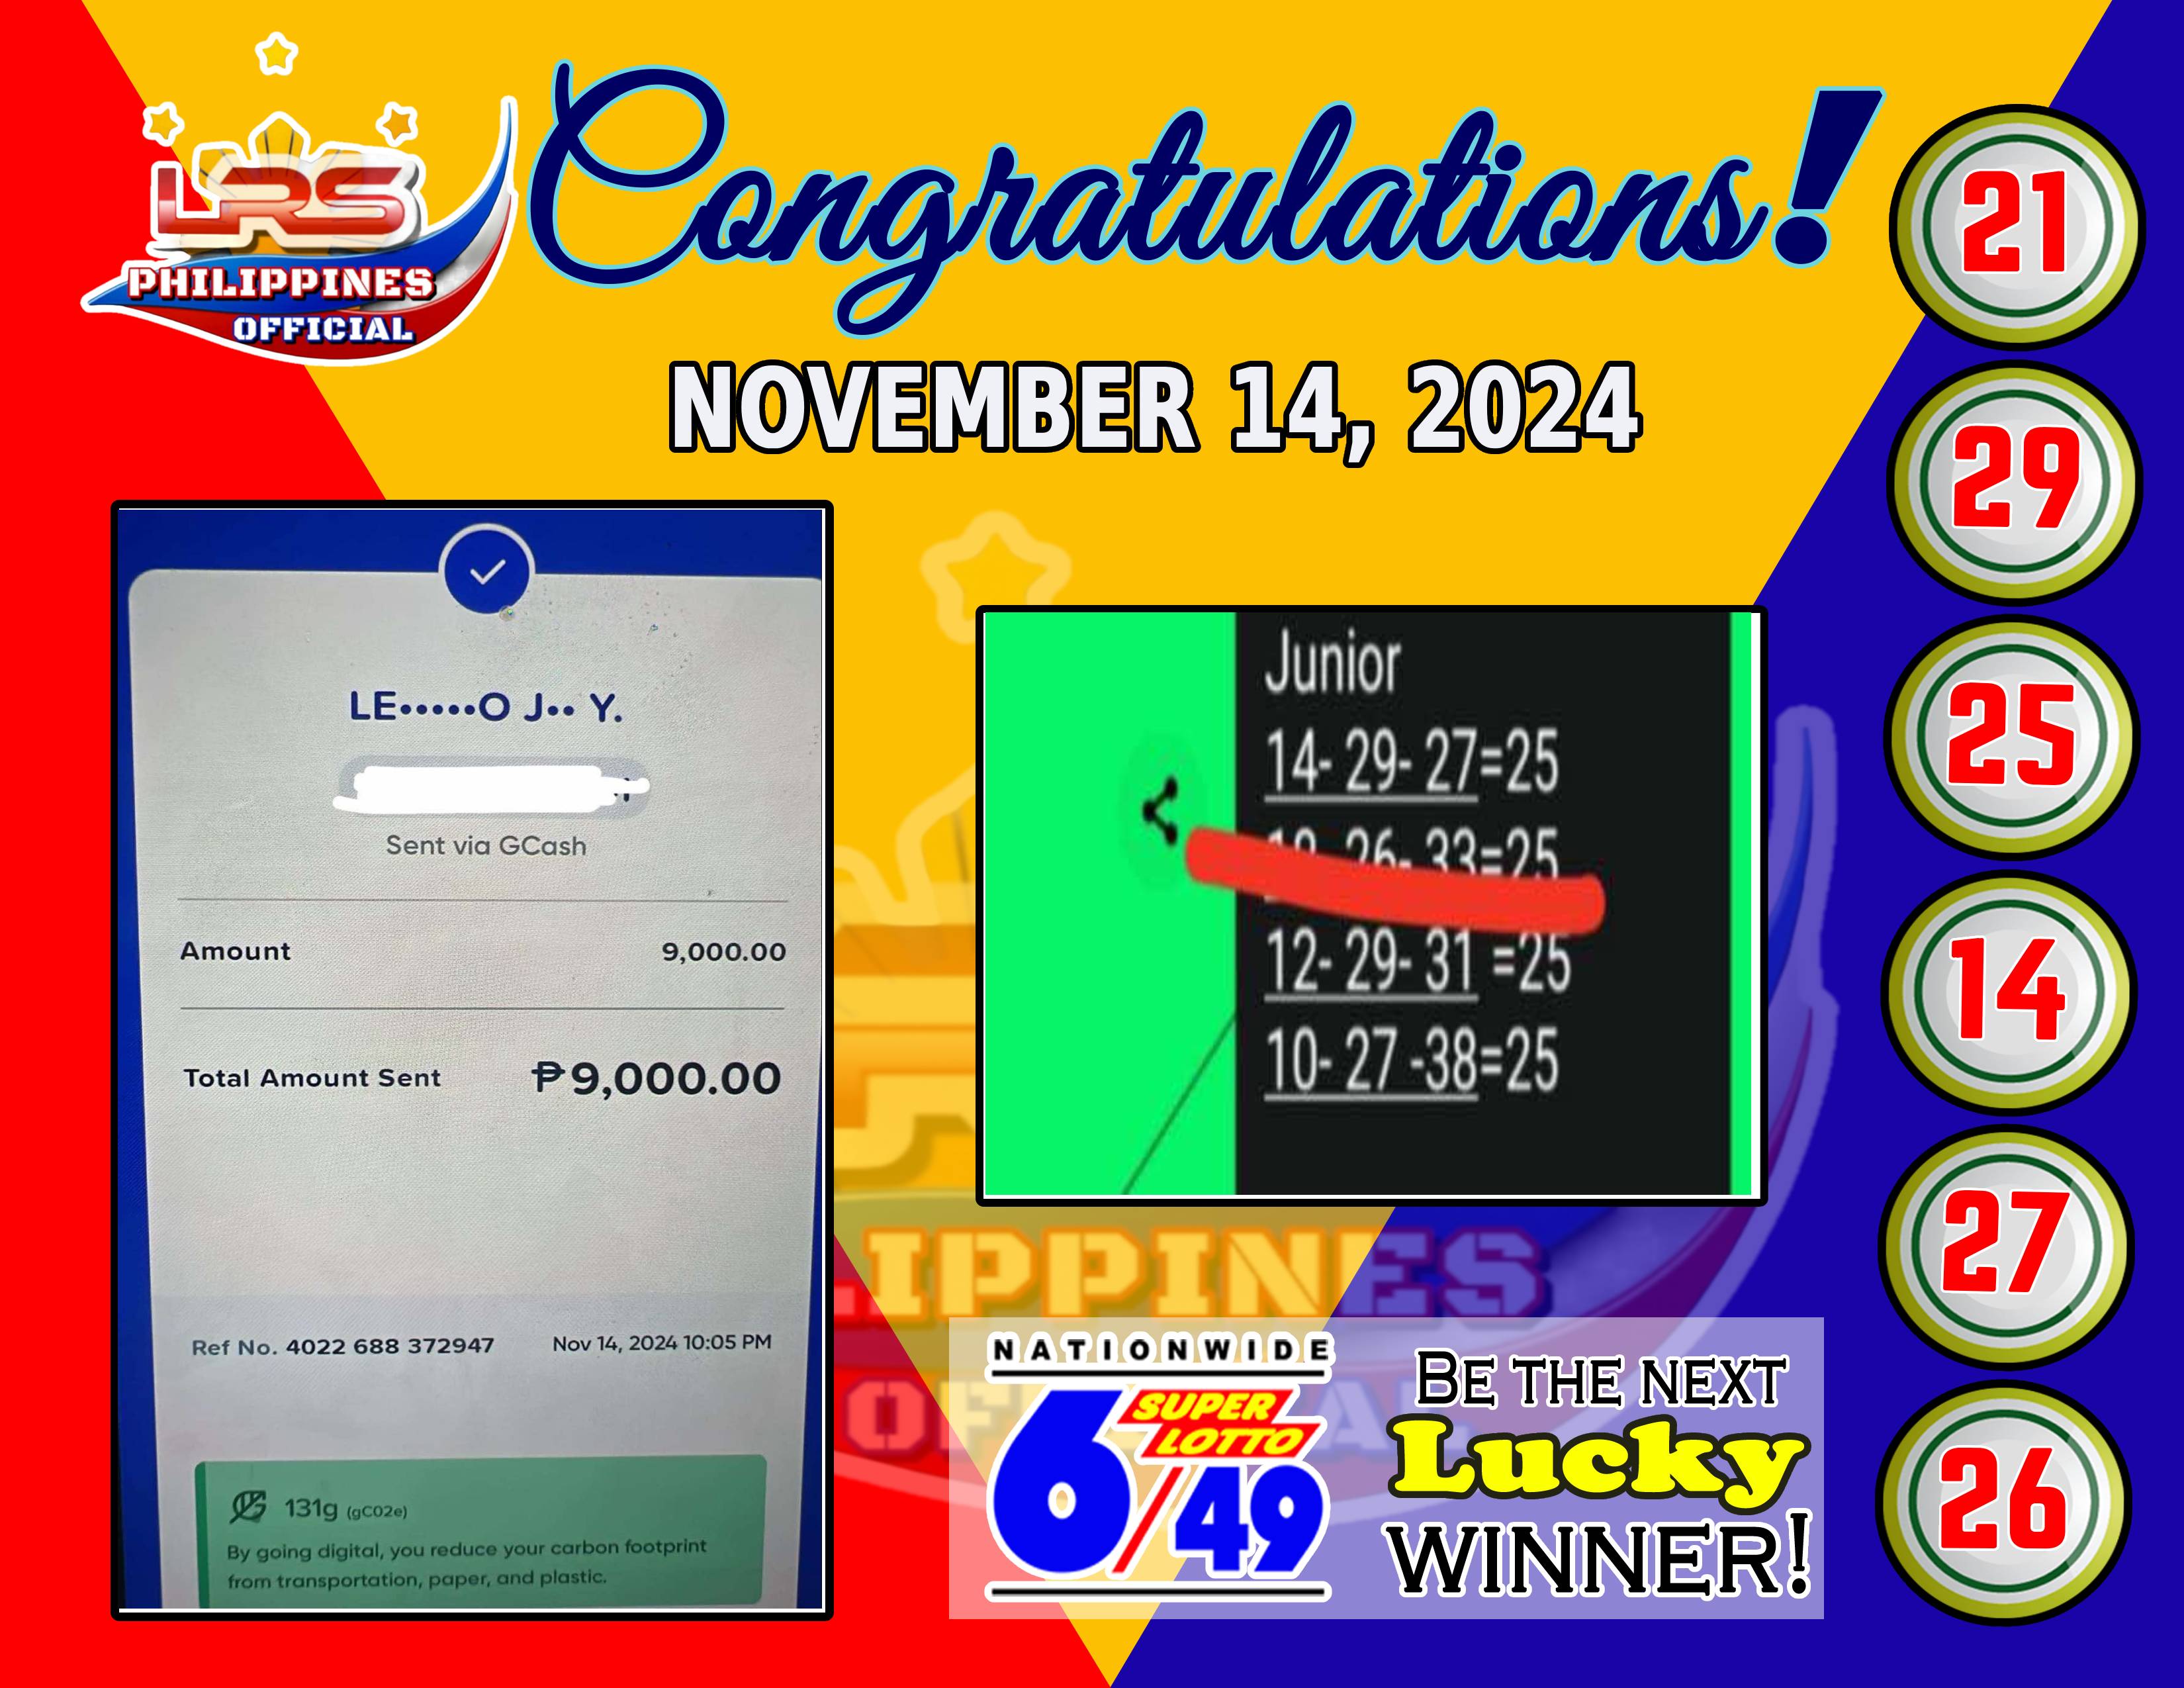 LRS
PHILIPPINES
OFFICIAL
Congratulations!
NOVEMBER 14, 2024
LE•••••O J•• Y.
Sent via GCash
Amount 9,000.00
Total Amount Sent ₱9,000.00
Ref No. 4022 688 372947 Nov 14, 2024 10:05 PM
131g (gCO2e)
By going digital, you reduce your carbon footprint
from transportation, paper, and plastic.
Junior
14- 29- 27=25
26- 33=25
12- 29- 31 =25
10- 27 -38=25
NATIONWIDE
SUPER
LOTTO
6/49
BE THE NEXT
Lucky
WINNER!
21
29
25
14
27
26